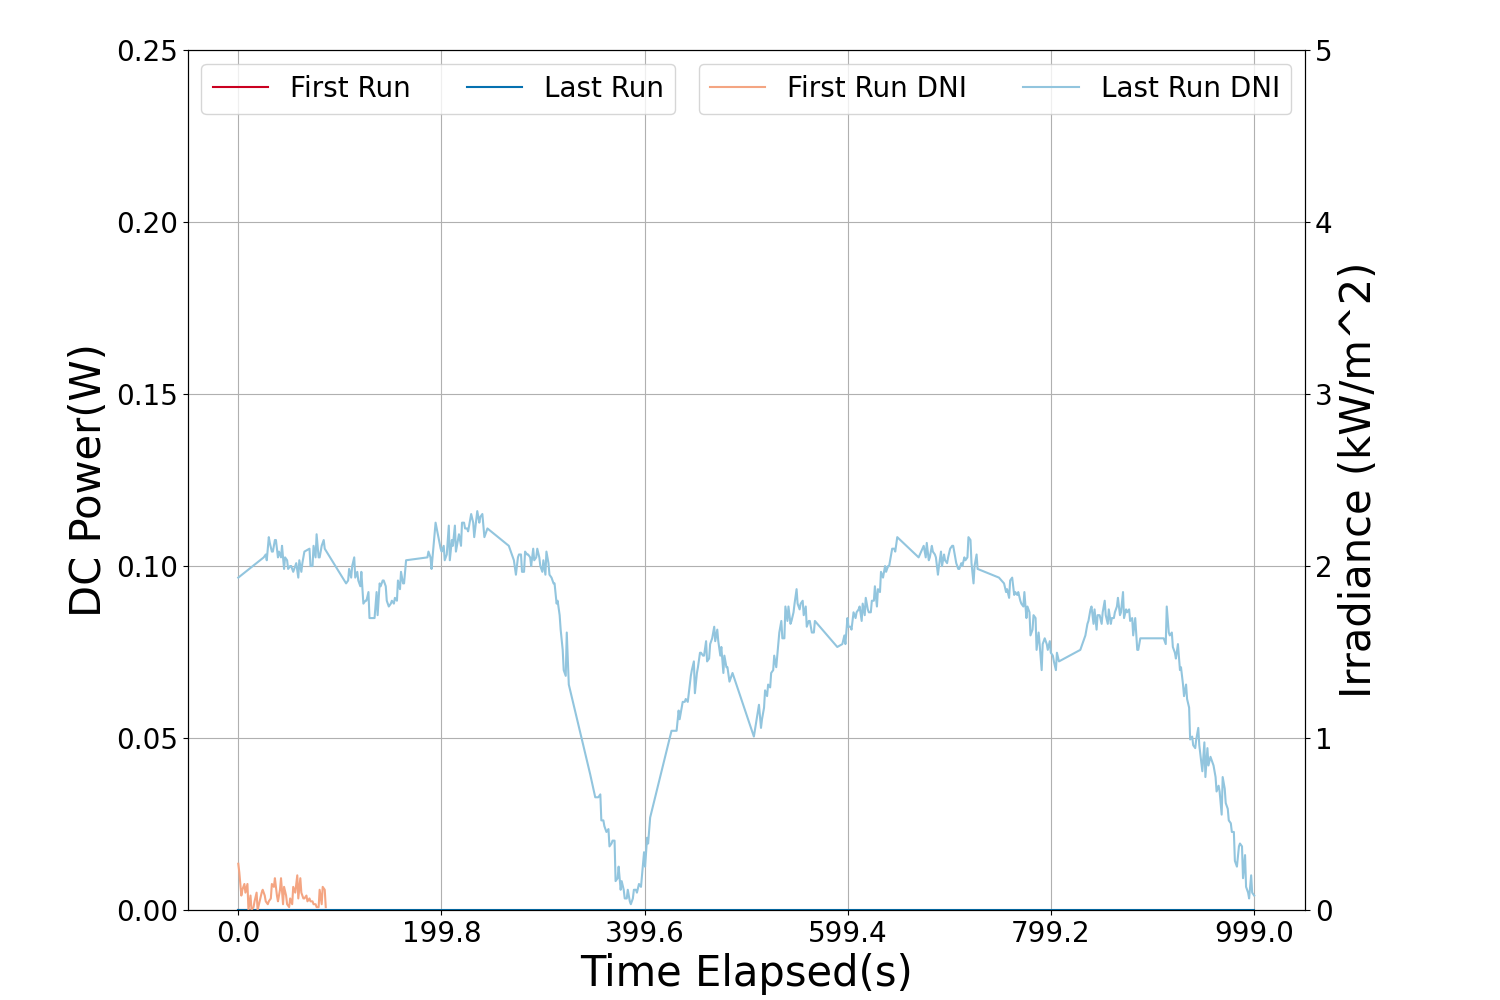 First Run Last Run First Run DNI Last Run DNI
DC Power(W)
0.25
0.20
0.15
0.10
0.05
0.00
5
4
3
2
1
0
Irradiance (kW/m^2)
0.0 199.8 399.6 599.4 799.2 999.0
Time Elapsed(s)